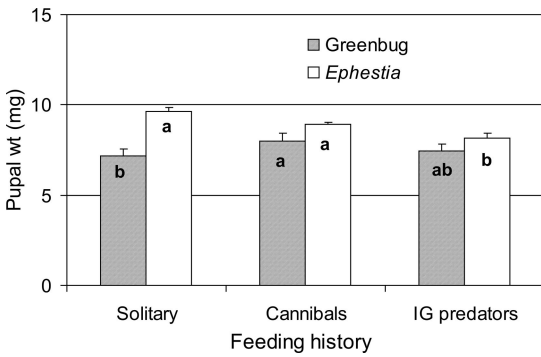 15
10
5
0
Pupal wt (mg)
Greenbug
Ephestia
b
a
a
a
ab
b
Solitary
Cannibals
IG predators
Feeding history